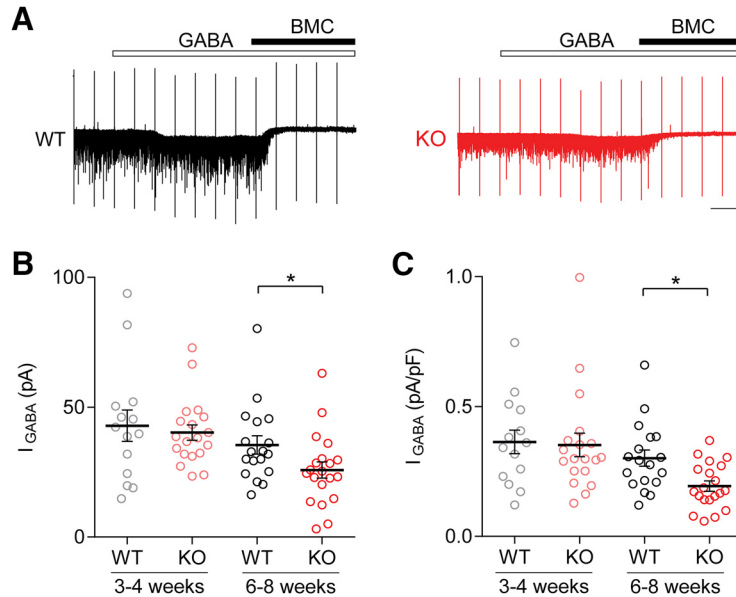 A
GABA BMC
WT
GABA BMC
KO
B
I GABA (pA)
100
50
0
*
WT KO WT KO
3-4 weeks 6-8 weeks
C
I GABA (pA/pF)
1.0
0.5
0.0
*
WT KO WT KO
3-4 weeks 6-8 weeks